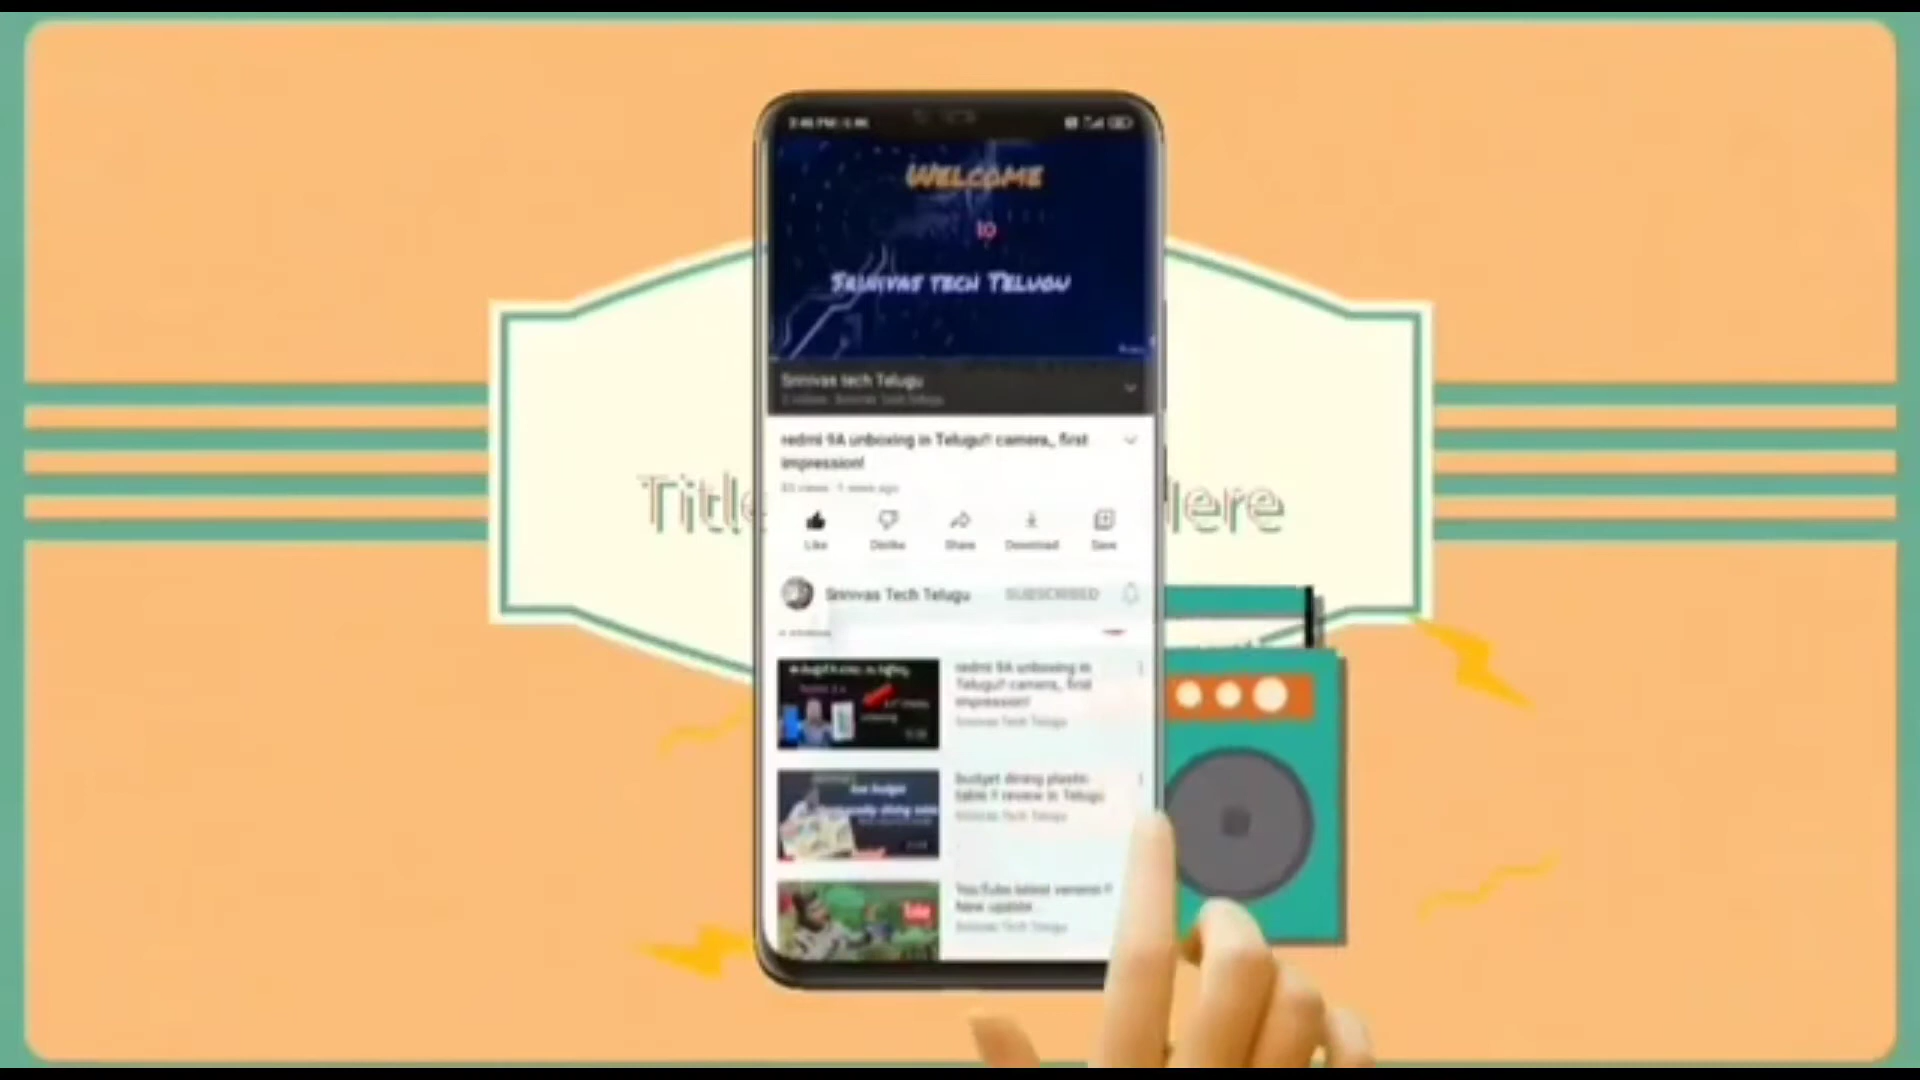 WELCOME
TO
SRINIVAS TECH TELUGU
Srinivas tech Telugu
redmi 9A unboxing in Telugu!! camera, first
impression!
Like
Dislike
Share
Download
Save
Srinivas Tech Telugu
SUBSCRIBED
redmi 9A unboxing in
Telugu!! camera, first
impression!
Srinivas Tech Telugu
budget dining plastic
table !! review in Telugu
Srinivas Tech Telugu
YouTube latest version !!
New update
Srinivas Tech Telugu
Title
Here